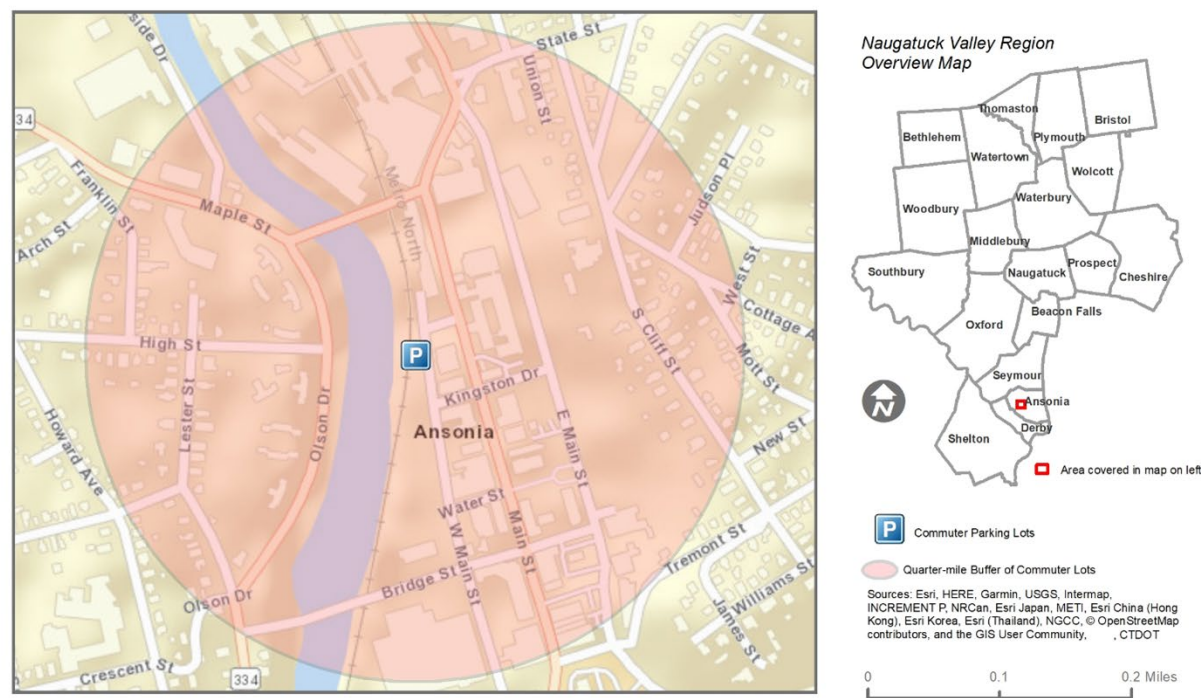 side Dr
State St
Union St
34
Franklin St
Arch St
Maple St
Metro-North
Judson Pl
West St
Cottage A
Mott St
S Cliff St
High St
P
Kingston Dr
Lester St
Olson Dr
Howard Ave
Ansonia
E Main St
New St
Water St
Main St
W Main St
Tremont St
Bridge St
Olson Dr
Williams St
James St
Crescent St
334
Naugatuck Valley Region
Overview Map
Thomaston
Bristol
Plymouth
Bethlehem
Watertown
Wolcott
Waterbury
Woodbury
Middlebury
Prospect
Southbury
Naugatuck
Cheshire
Beacon Falls
Oxford
Seymour
N
Ansonia
Derby
Shelton
Area covered in map on left
P Commuter Parking Lots
Quarter-mile Buffer of Commuter Lots
Sources: Esri, HERE, Garmin, USGS, Intermap,
INCREMENT P, NRCan, Esri Japan, METI, Esri China (Hong
Kong), Esri Korea, Esri (Thailand), NGCC, © OpenStreetMap
contributors, and the GIS User Community, , CTDOT
0 0.1 0.2 Miles